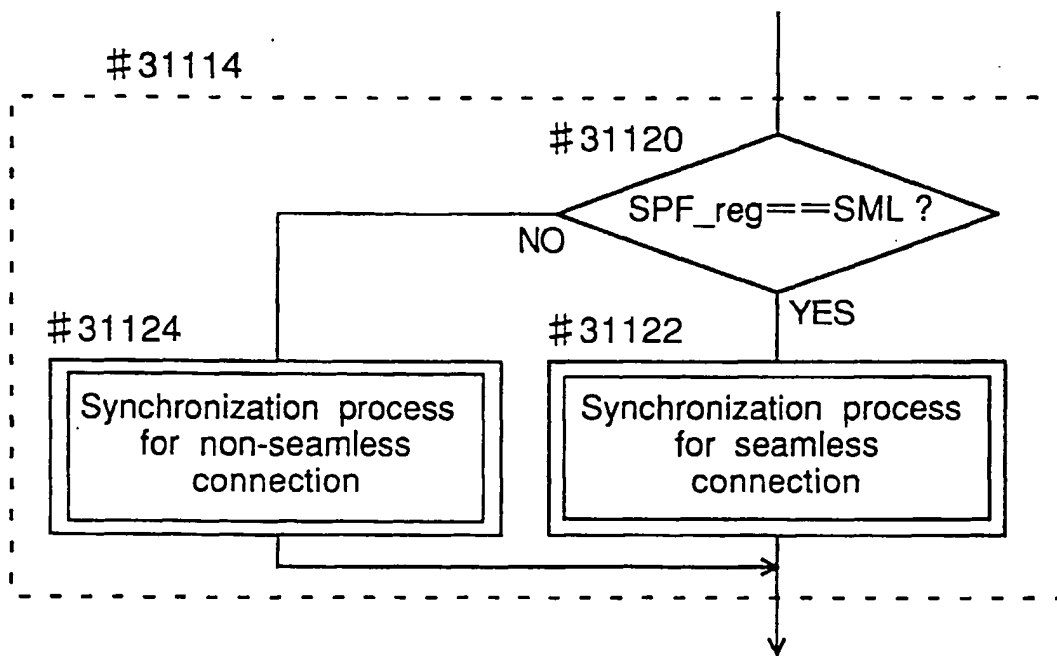 #31114
#31120
SPF_reg==SML ?
NO
YES
#31124
#31122
Synchronization process
for non-seamless
connection
Synchronization process
for seamless
connection